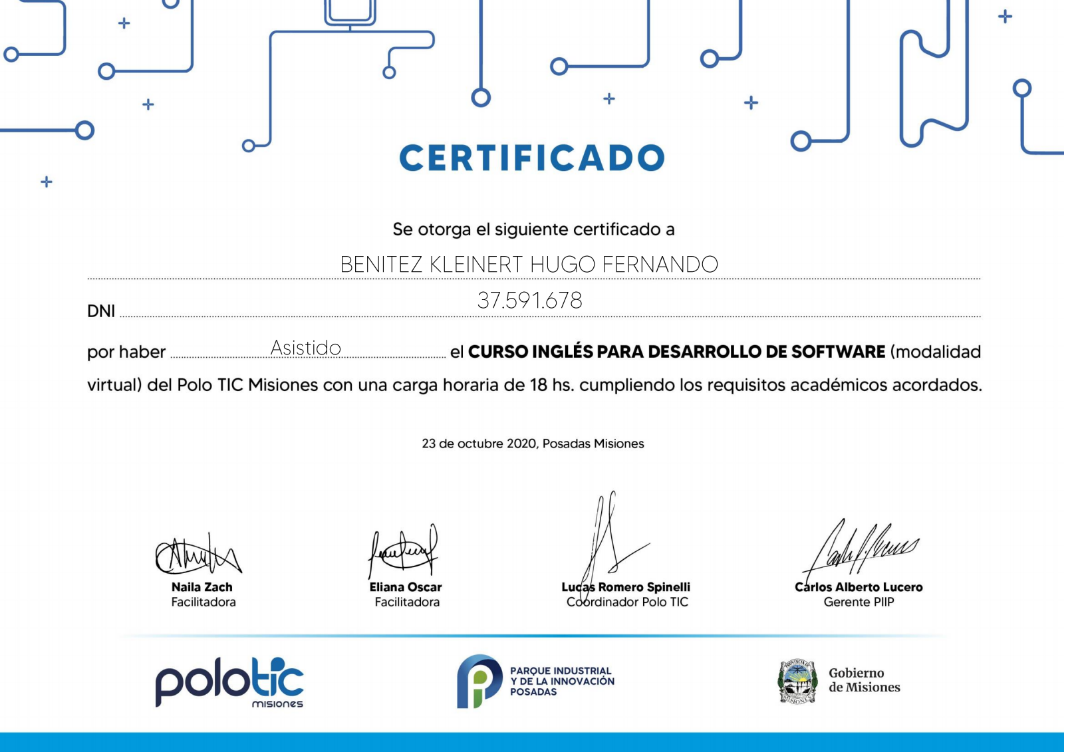 CERTIFICADO
Se otorga el siguiente certificado a
BENITEZ KLEINERT HUGO FERNANDO
DNI 37.591.678
por haber Asistido el CURSO INGLÉS PARA DESARROLLO DE SOFTWARE (modalidad
virtual) del Polo TIC Misiones con una carga horaria de 18 hs. cumpliendo los requisitos académicos acordados.
23 de octubre 2020, Posadas Misiones
Naila Zach
Facilitadora
Eliana Oscar
Facilitadora
Lucas Romero Spinelli
Coordinador Polo TIC
Carlos Alberto Lucero
Gerente PIIP
polotic
misiones
PARQUE INDUSTRIAL
Y DE LA INNOVACIÓN
POSADAS
Gobierno
de Misiones